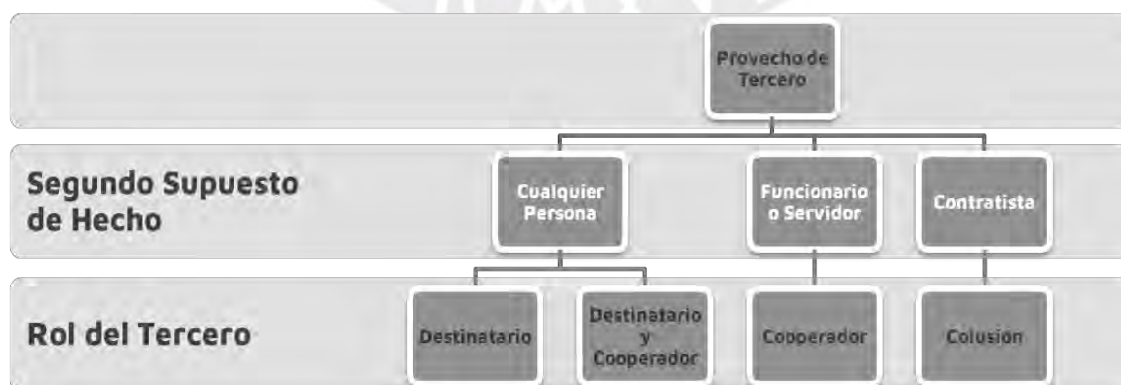 Provecho de
Tercero
Segundo Supuesto
de Hecho
Cualquier
Persona
Funcionario
o Servidor
Contratista
Rol del Tercero
Destinatario
Destinatario
y
Cooperador
Cooperador
Colusión